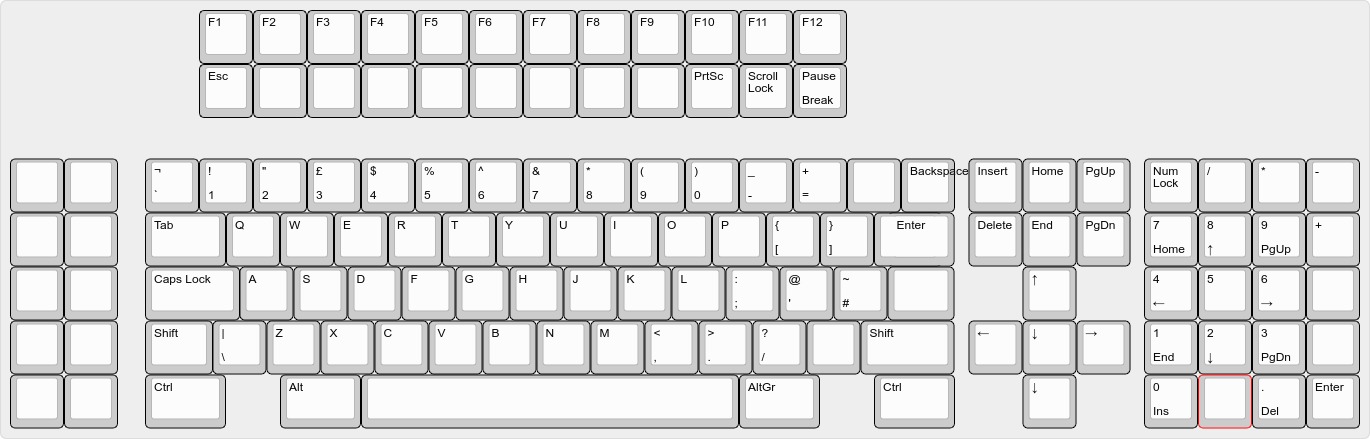 F1 F2 F3 F4 F5 F6 F7 F8 F9 F10 F11 F12
Esc PrtSc Scroll Lock Pause Break
¬ ` ! 1 " 2 £ 3 $ 4 % 5 ^ 6 & 7 * 8 ( 9 ) 0 _ - + = Backspace Insert Home PgUp Num Lock / * -
Tab Q W E R T Y U I O P { [ } ] Enter Delete End PgDn 7 Home 8 ↑ 9 PgUp +
Caps Lock A S D F G H J K L : ; @ ' ~ # ↑ 4 ← 5 6 →
Shift | \ Z X C V B N M < , > . ? / Shift ← ↓ → 1 End 2 ↓ 3 PgDn
Ctrl Alt AltGr Ctrl ↓ 0 Ins . Del Enter